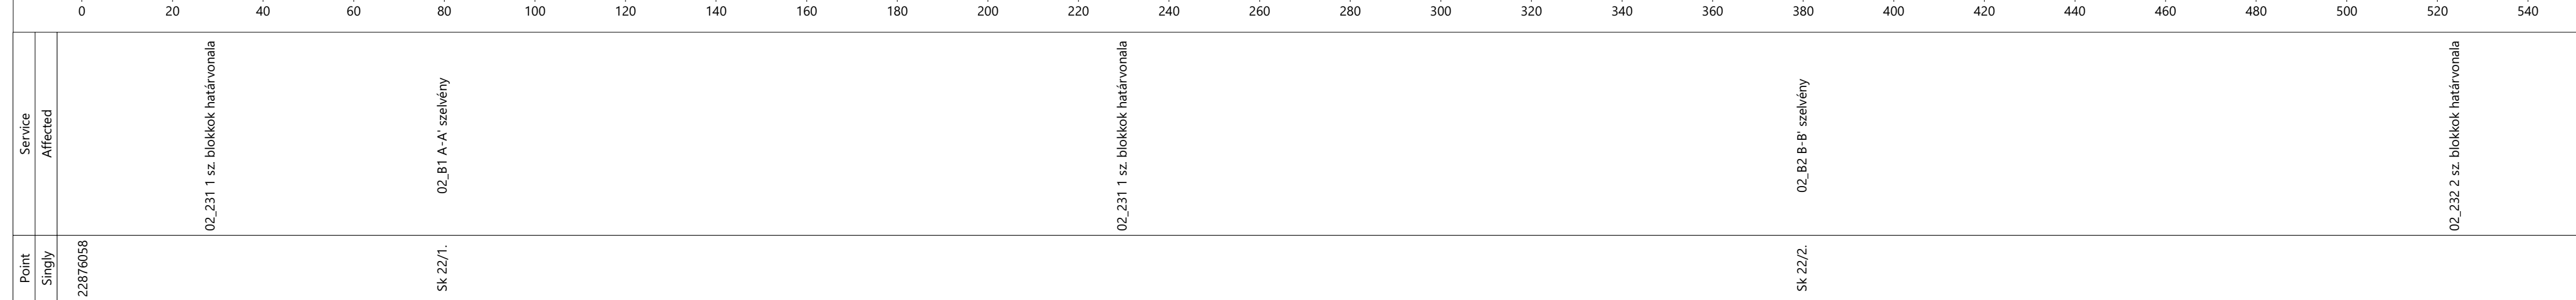 0 20 40 60 80 100 120 140 160 180 200 220 240 260 280 300 320 340 360 380 400 420 440 460 480 500 520 540
Service
Affected
02_231 1 sz. blokkok határvonala
02_B1 A-A' szelvény
02_231 1 sz. blokkok határvonala
02_B2 B-B' szelvény
02_232 2 sz. blokkok határvonala
Point
Singly
22876058
Sk 22/1.
Sk 22/2.